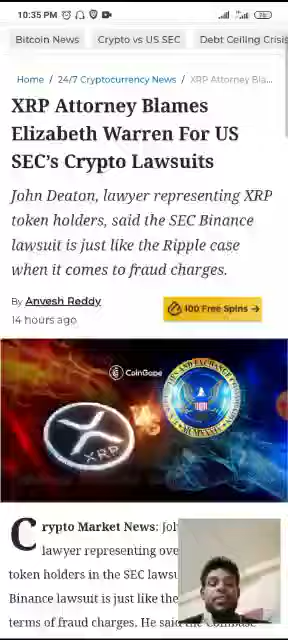 10:35 PM
Bitcoin News Crypto vs US SEC Debt Ceiling Crisis
Home / 24/7 Cryptocurrency News / XRP Attorney Bla...
XRP Attorney Blames
Elizabeth Warren For US
SEC's Crypto Lawsuits
John Deaton, lawyer representing XRP
token holders, said the SEC Binance
lawsuit is just like the Ripple case
when it comes to fraud charges.
By Anvesh Reddy
100 Free Spins →
14 hours ago
CoinGape
XRP
Crypto Market News:
lawyer representing ove
token holders in the SEC
Binance lawsuit is just like the
terms of fraud charges. He said the Coinbase